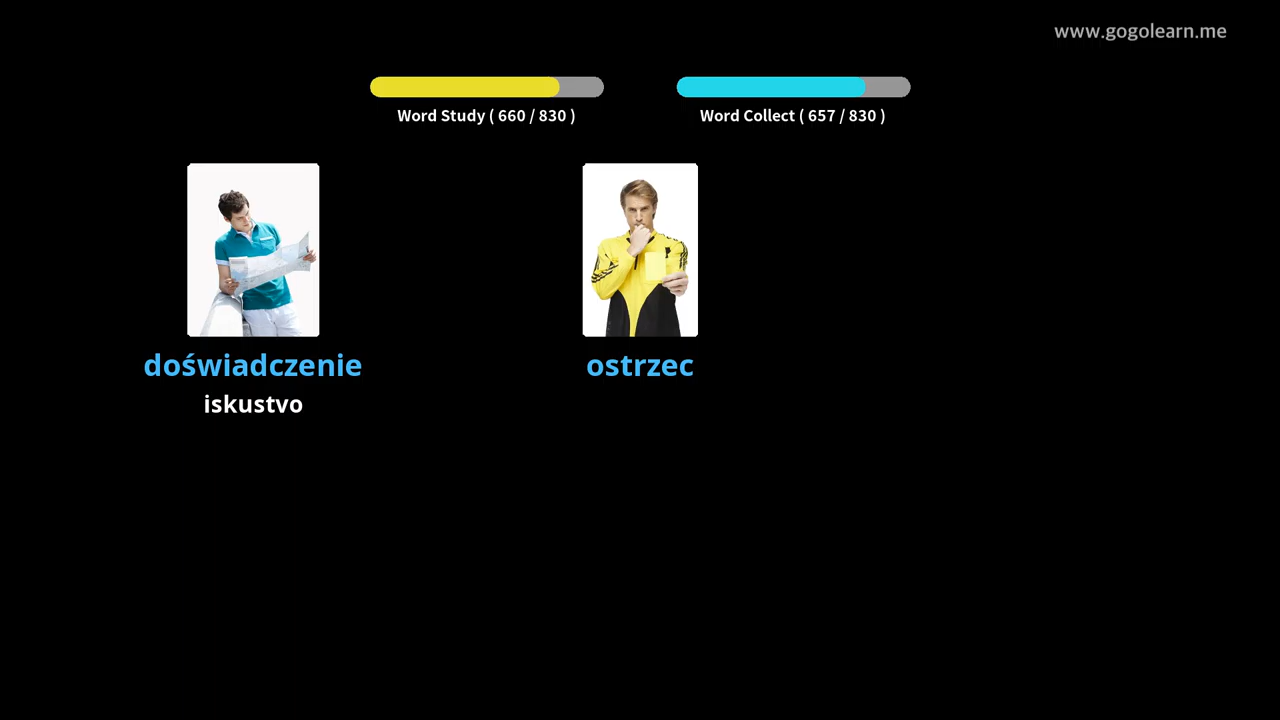 www.gogolearn.me
Word Study ( 660 / 830 )
Word Collect ( 657 / 830 )
doświadczenie
iskustvo
ostrzec